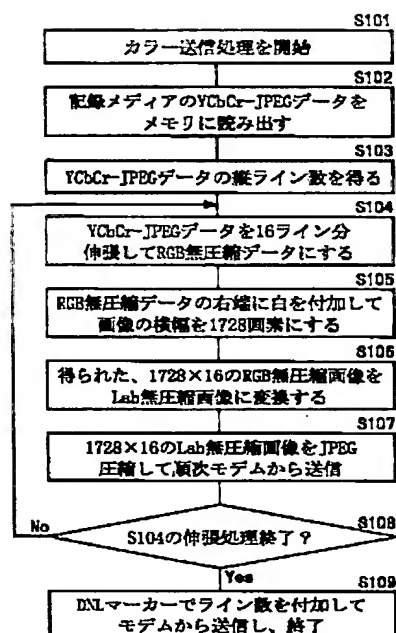 S101
カラー送信処理を開始
S102
記録メディアのYCbCr-JPEGデータを
メモリに読み出す
S103
YCbCr-JPEGデータの縦ライン数を得る
S104
YCbCr-JPEGデータを16ライン分
伸張してRGB無圧縮データにする
S105
RGB無圧縮データの右端に白を付加して
画像の横幅を1728画素にする
S106
得られた、1728×16のRGB無圧縮画像を
Lab無圧縮画像に変換する
S107
1728×16のLab無圧縮画像をJPEG
圧縮して順次モデムから送信
S108
No
S104の伸張処理終了？
Yes
S109
DNLマーカーでライン数を付加して
モデムから送信し、終了